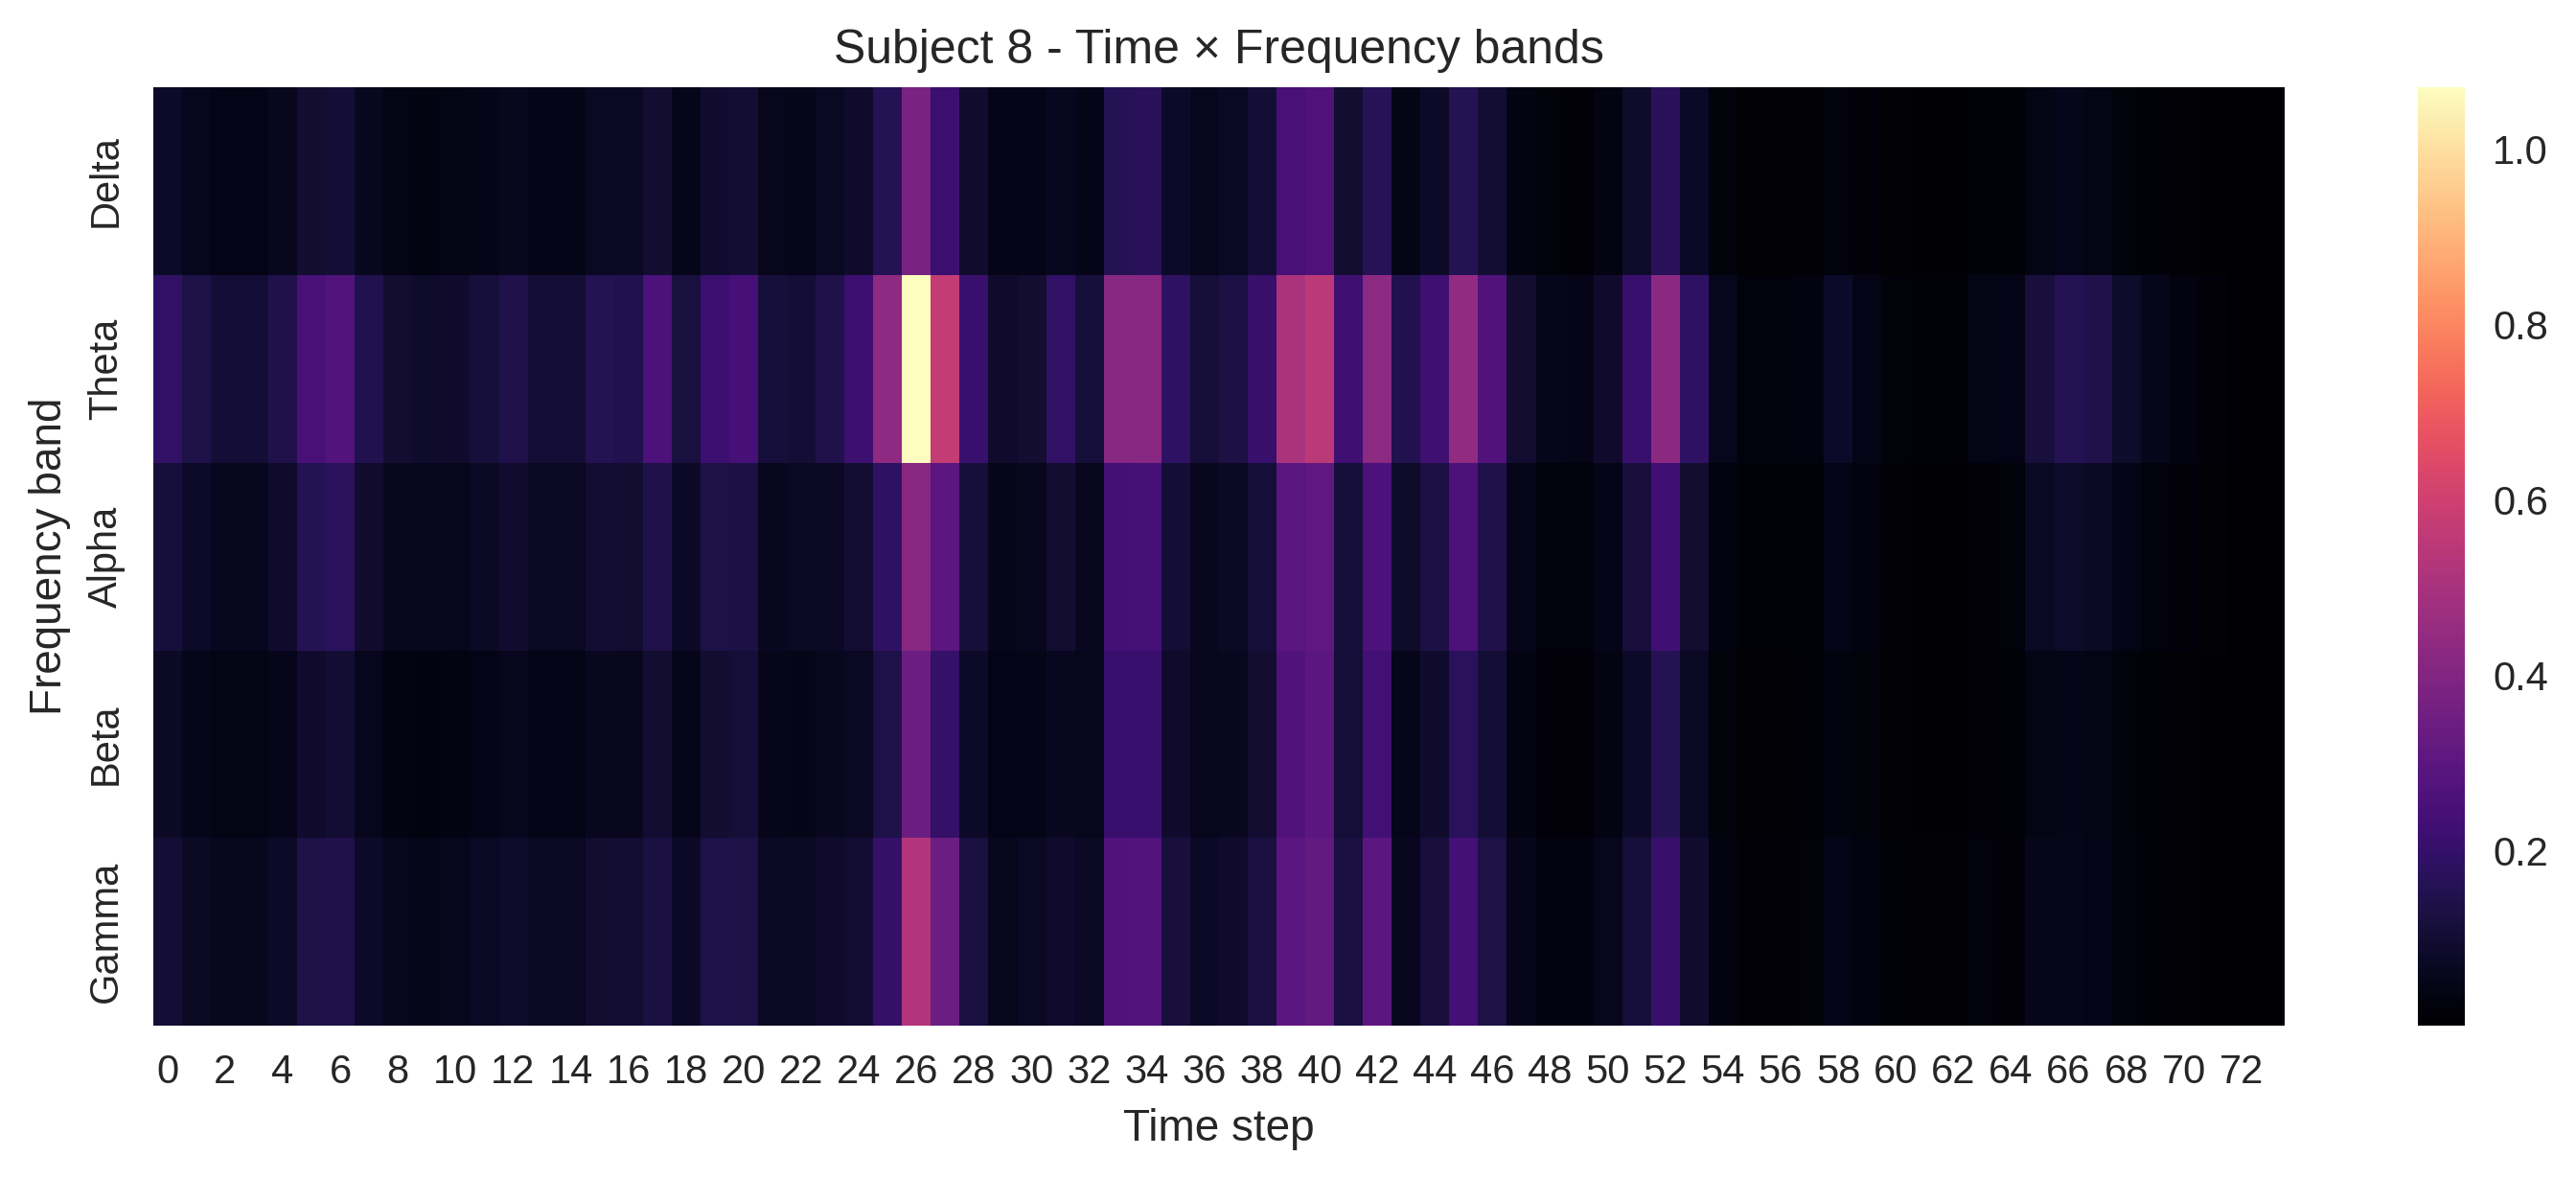 Subject 8 - Time × Frequency bands
Frequency band
Delta
Theta
Alpha
Beta
Gamma
0 2 4 6 8 10 12 14 16 18 20 22 24 26 28 30 32 34 36 38 40 42 44 46 48 50 52 54 56 58 60 62 64 66 68 70 72
Time step
1.0
0.8
0.6
0.4
0.2